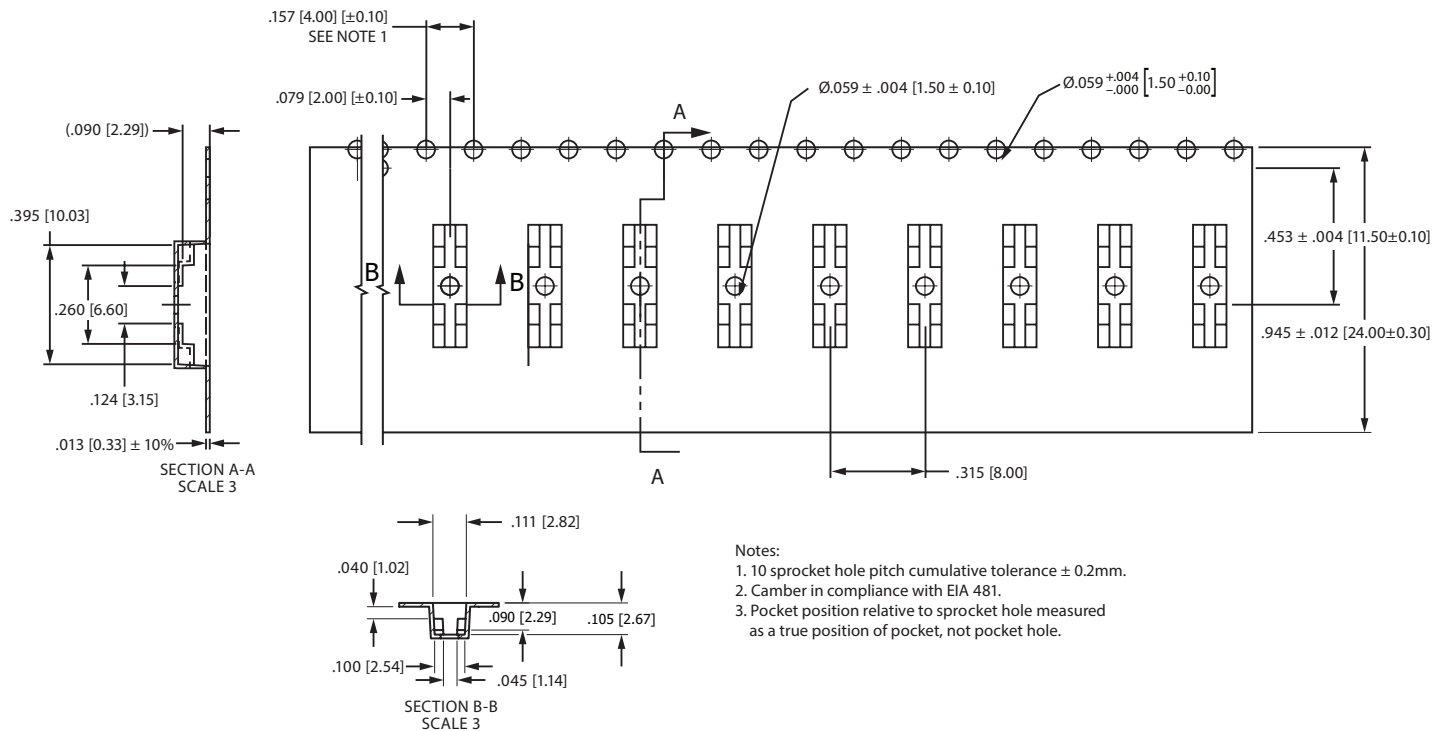 .157 [4.00] [±0.10]
SEE NOTE 1
.079 [2.00] [±0.10]
(.090 [2.29])
A
Ø.059 ± .004 [1.50 ± 0.10]
Ø.059 +.004 -.000 [1.50 +0.10 -0.00]
.395 [10.03]
.453 ± .004 [11.50±0.10]
B
B
.260 [6.60]
.945 ± .012 [24.00±0.30]
.124 [3.15]
.013 [0.33] ± 10%
SECTION A-A
SCALE 3
A
.315 [8.00]
.111 [2.82]
.040 [1.02]
.090 [2.29]
.105 [2.67]
.100 [2.54]
.045 [1.14]
SECTION B-B
SCALE 3
Notes:
1. 10 sprocket hole pitch cumulative tolerance ± 0.2mm.
2. Camber in compliance with EIA 481.
3. Pocket position relative to sprocket hole measured
as a true position of pocket, not pocket hole.